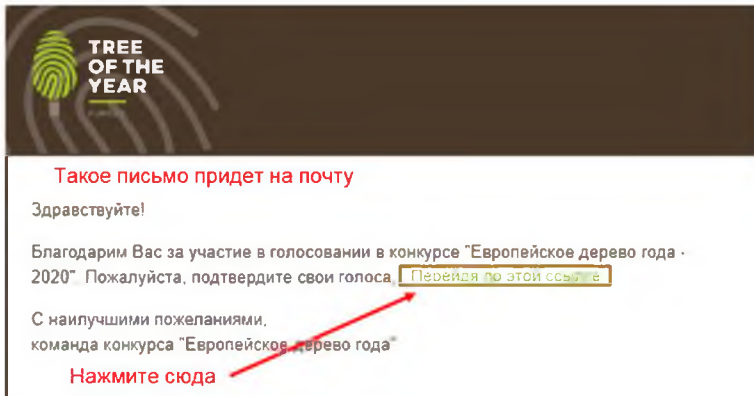 TREE
OF THE
YEAR
Такое письмо придет на почту
Здравствуйте!
Благодарим Вас за участие в голосовании в конкурсе "Европейское дерево года -
2020". Пожалуйста, подтвердите свои голоса, Перейдя по этой ссылке
С наилучшими пожеланиями,
команда конкурса "Европейское дерево года"
Нажмите сюда